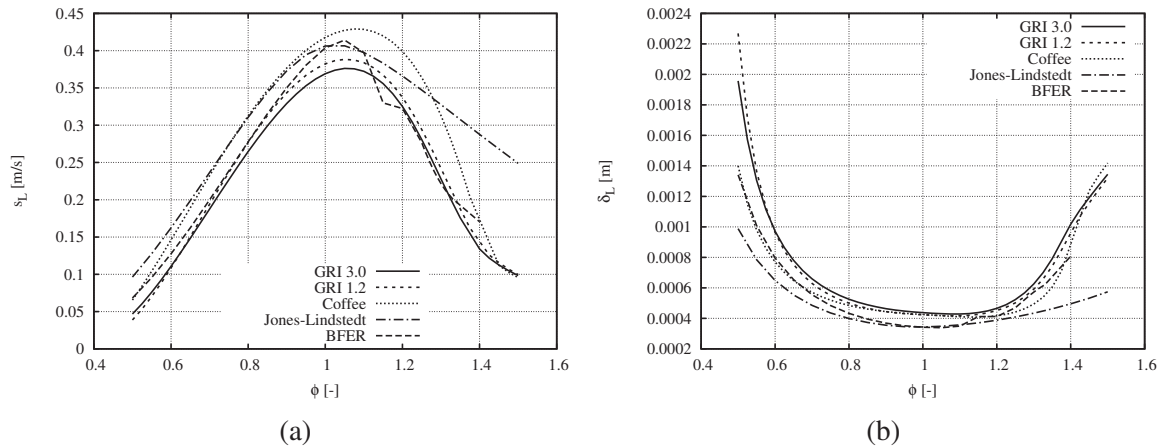 0.45
0.4
0.35
0.3
0.25
0.2
0.15
0.1
0.05
0
s_L [m/s]
GRI 3.0
GRI 1.2
Coffee
Jones-Lindstedt
BFER
0.4 0.6 0.8 1 1.2 1.4 1.6
ϕ [-]
(a)
0.0024
0.0022
0.002
0.0018
0.0016
0.0014
0.0012
0.001
0.0008
0.0006
0.0004
0.0002
δ_L [m]
GRI 3.0
GRI 1.2
Coffee
Jones-Lindstedt
BFER
0.4 0.6 0.8 1 1.2 1.4 1.6
ϕ [-]
(b)